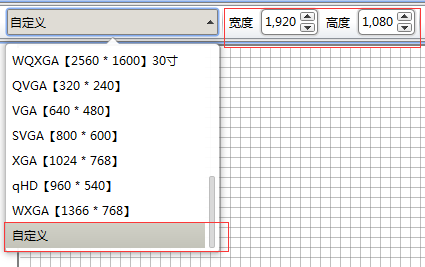 自定义 宽度 1,920 高度 1,080
WQXGA【2560 * 1600】30寸
QVGA【320 * 240】
VGA【640 * 480】
SVGA【800 * 600】
XGA【1024 * 768】
qHD【960 * 540】
WXGA【1366 * 768】
自定义